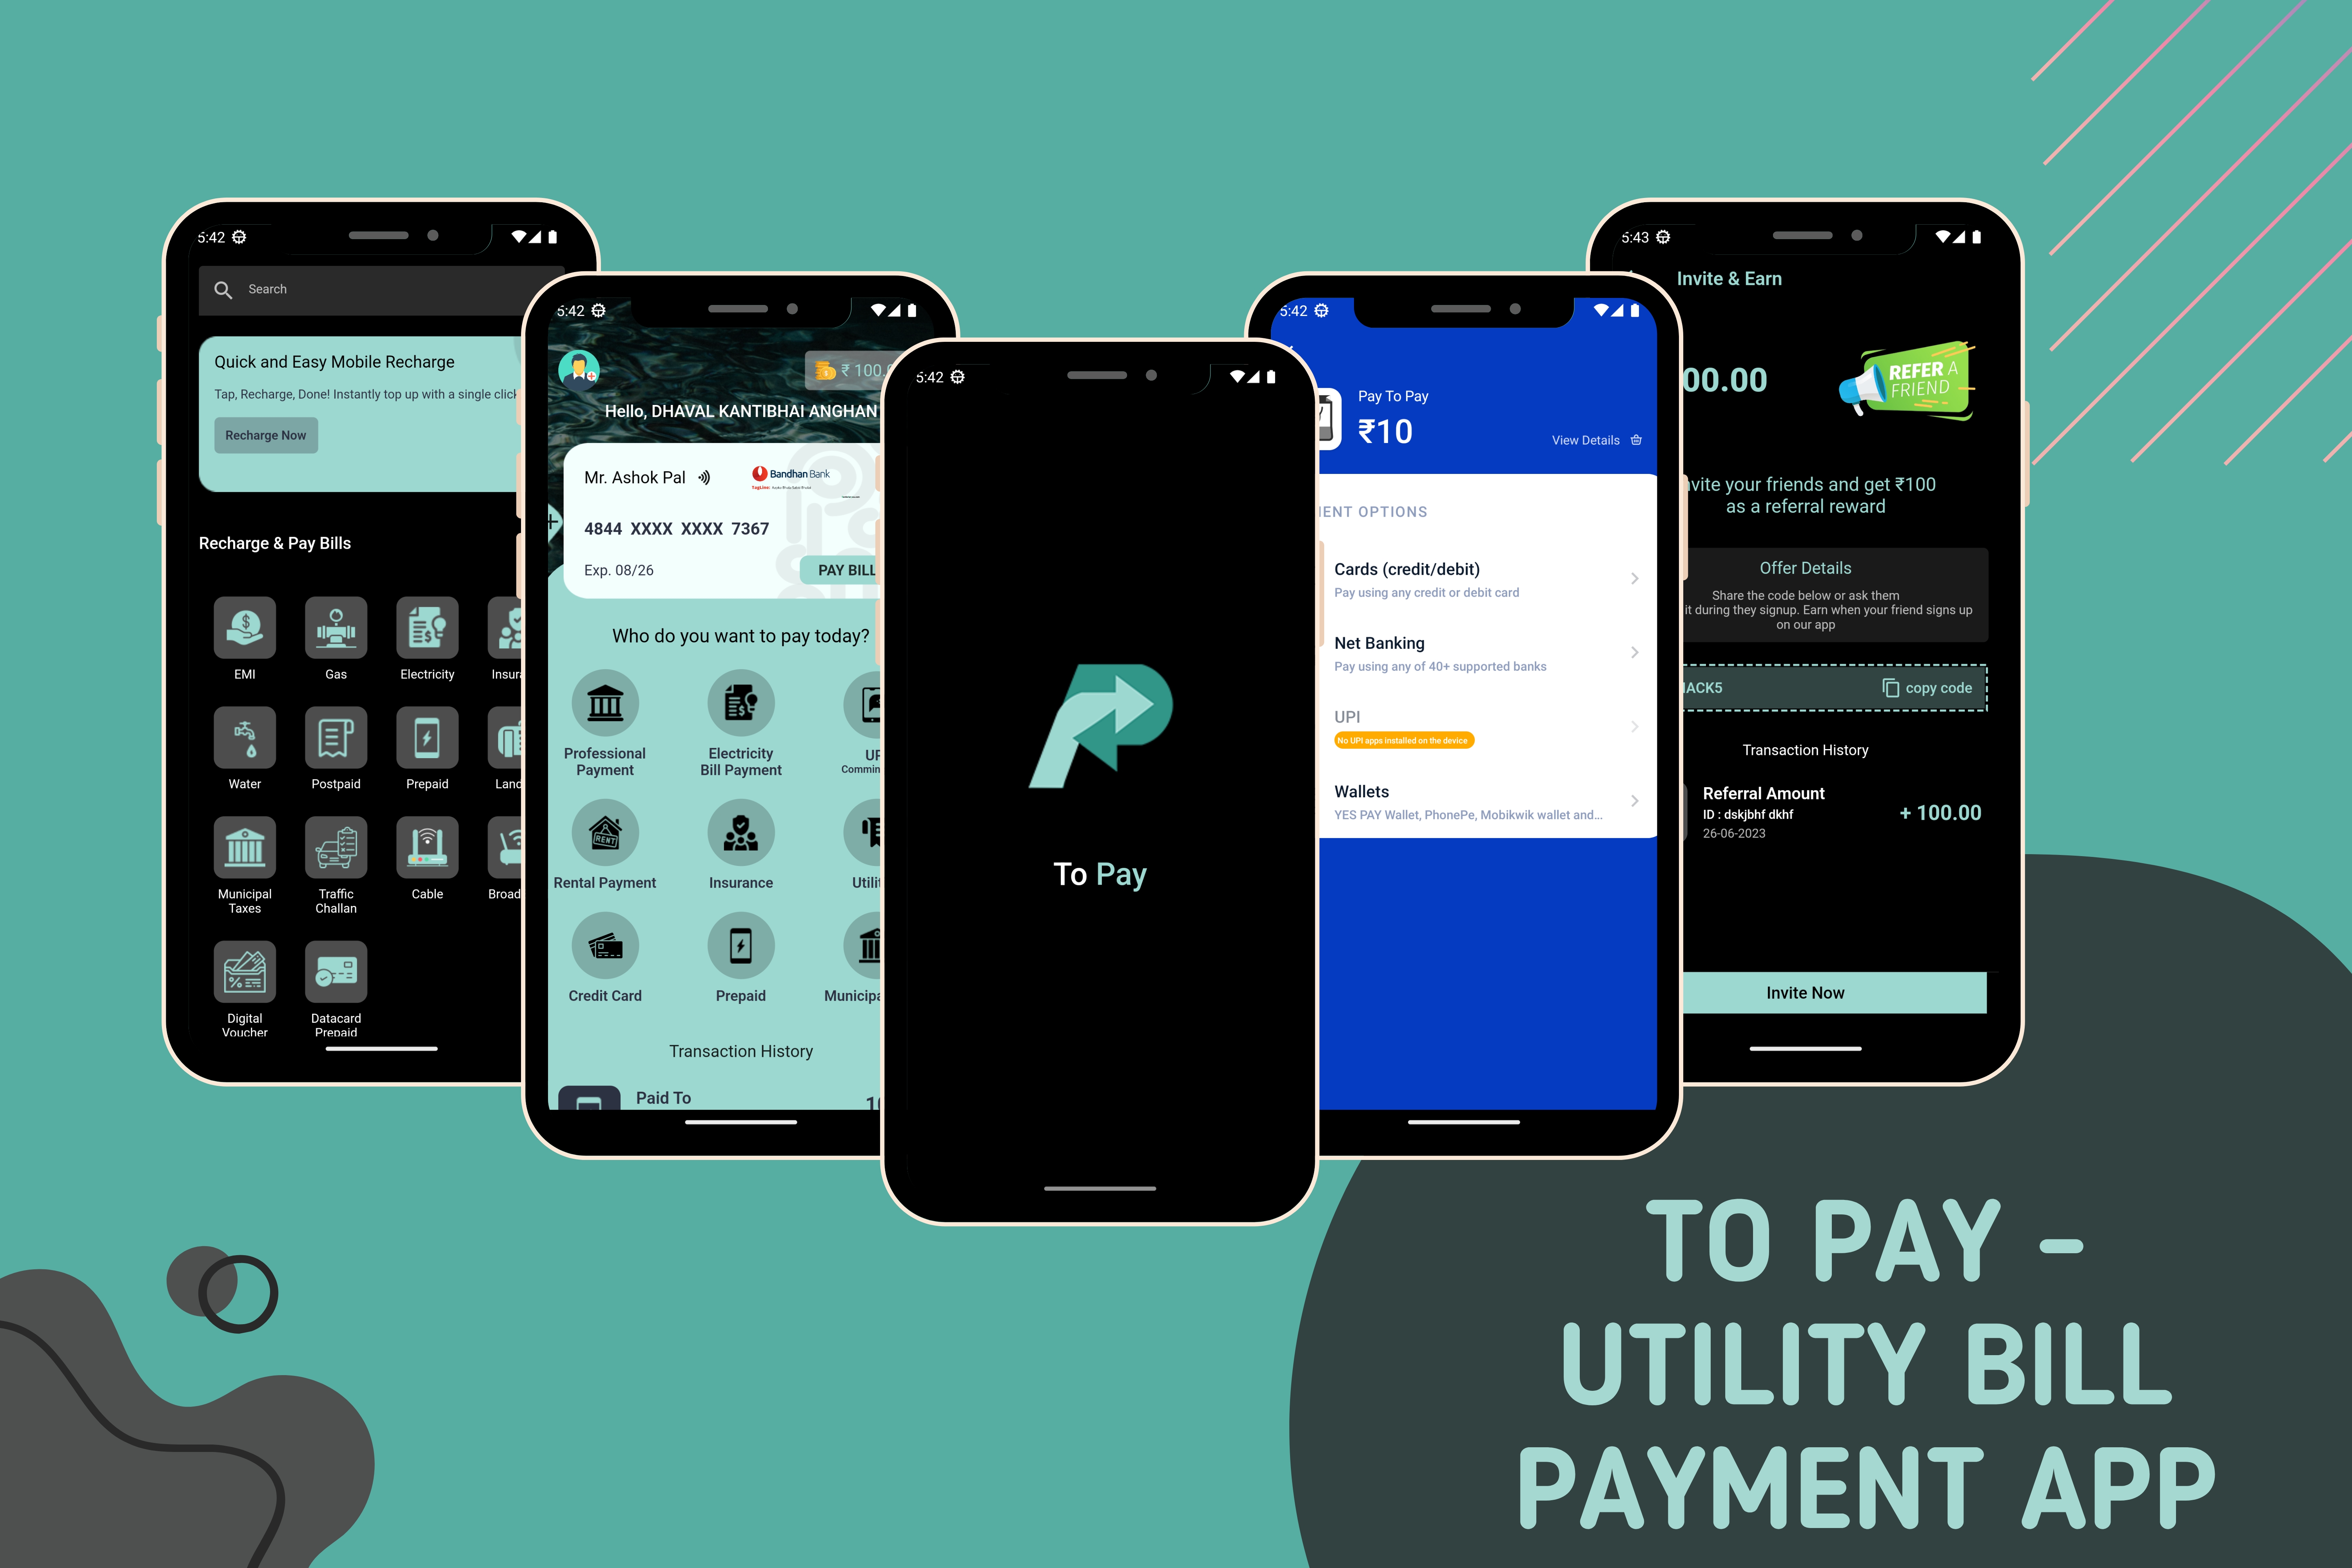 5:42
Search
Quick and Easy Mobile Recharge
Tap, Recharge, Done! Instantly top up with a single click
Recharge Now
Recharge & Pay Bills
EMI
Gas
Electricity
Water
Postpaid
Prepaid
Municipal
Taxes
Traffic
Challan
Cable
Digital
Voucher
Datacard
Prepaid
5:42
₹ 100.
Hello, DHAVAL KANTIBHAI ANGHAN
Mr. Ashok Pal
Bandhan Bank
4844 XXXX XXXX 7367
Exp. 08/26
PAY BILL
Who do you want to pay today?
Professional
Payment
Electricity
Bill Payment
Rental Payment
RENT
Insurance
Credit Card
Prepaid
Transaction History
Paid To
5:42
To Pay
5:42
Pay To Pay
₹10
View Details
OPTIONS
Cards (credit/debit)
Pay using any credit or debit card
Net Banking
Pay using any of 40+ supported banks
UPI
No UPI apps installed on the device
Wallets
YES PAY Wallet, PhonePe, Mobikwik wallet and...
5:43
Invite & Earn
00.00
REFER A
FRIEND
your friends and get ₹100
as a referral reward
Offer Details
Share the code below or ask them
it during they signup. Earn when your friend signs up
on our app
ACK5
copy code
Transaction History
Referral Amount
ID : dskjbhf dkhf
+ 100.00
26-06-2023
Invite Now
TO PAY -
UTILITY BILL
PAYMENT APP